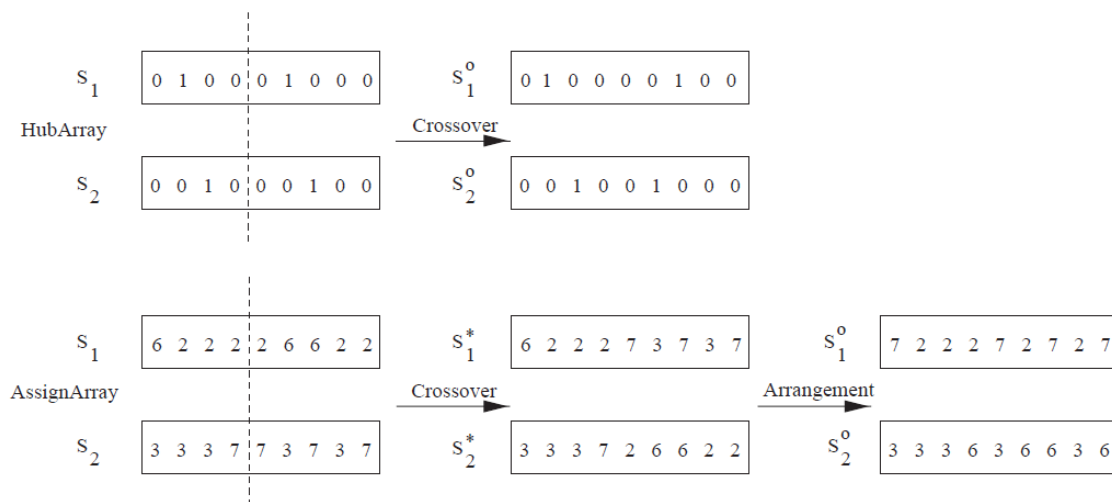 S1 0 1 0 0 0 1 0 0 0 S1^o 0 1 0 0 0 0 1 0 0
HubArray Crossover
S2 0 0 1 0 0 0 1 0 0 S2^o 0 0 1 0 0 1 0 0 0
S1 6 2 2 2 2 6 6 2 2 S1^* 6 2 2 2 7 3 7 3 7 S1^o 7 2 2 2 7 2 7 2 7
AssignArray Crossover Arrangement
S2 3 3 3 7 7 3 7 3 7 S2^* 3 3 3 7 2 6 6 2 2 S2^o 3 3 3 6 3 6 6 3 6